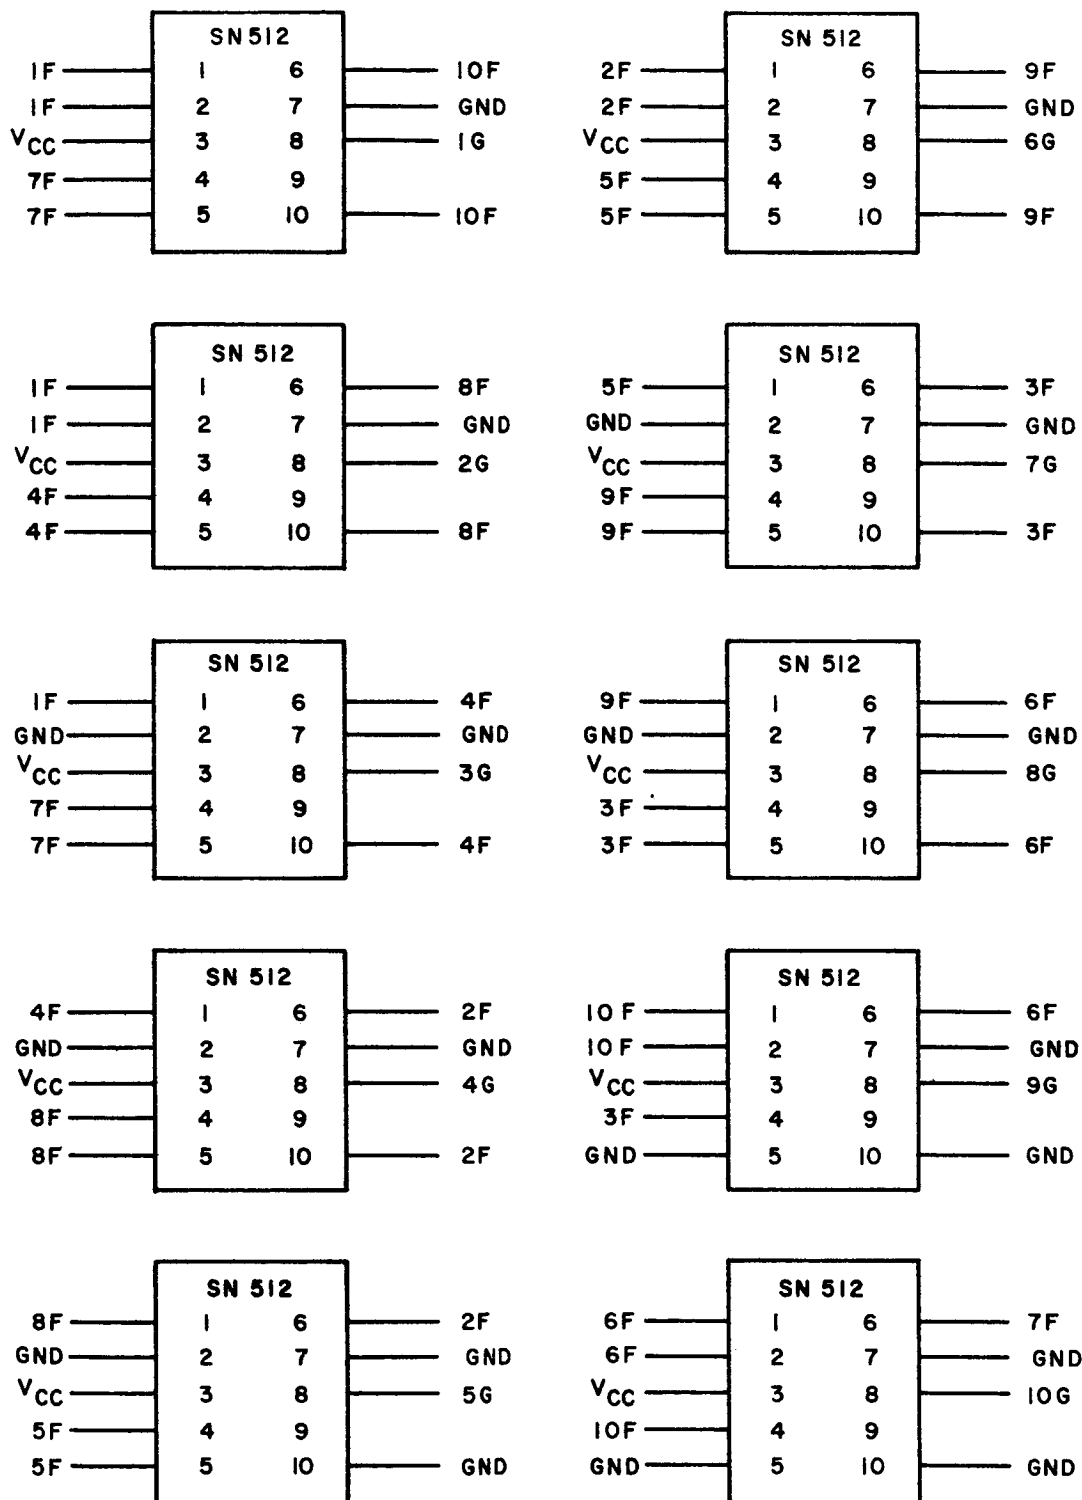 SN 512
1F 1 6 10F
1F 2 7 GND
VCC 3 8 1G
7F 4 9
7F 5 10 10F
SN 512
2F 1 6 9F
2F 2 7 GND
VCC 3 8 6G
5F 4 9
5F 5 10 9F
SN 512
1F 1 6 8F
1F 2 7 GND
VCC 3 8 2G
4F 4 9
4F 5 10 8F
SN 512
5F 1 6 3F
GND 2 7 GND
VCC 3 8 7G
9F 4 9
9F 5 10 3F
SN 512
1F 1 6 4F
GND 2 7 GND
VCC 3 8 3G
7F 4 9
7F 5 10 4F
SN 512
9F 1 6 6F
GND 2 7 GND
VCC 3 8 8G
3F 4 9
3F 5 10 6F
SN 512
4F 1 6 2F
GND 2 7 GND
VCC 3 8 4G
8F 4 9
8F 5 10 2F
SN 512
10F 1 6 6F
10F 2 7 GND
VCC 3 8 9G
3F 4 9
GND 5 10 GND
SN 512
8F 1 6 2F
GND 2 7 GND
VCC 3 8 5G
5F 4 9
5F 5 10 GND
SN 512
6F 1 6 7F
6F 2 7 GND
VCC 3 8 10G
10F 4 9
GND 5 10 GND